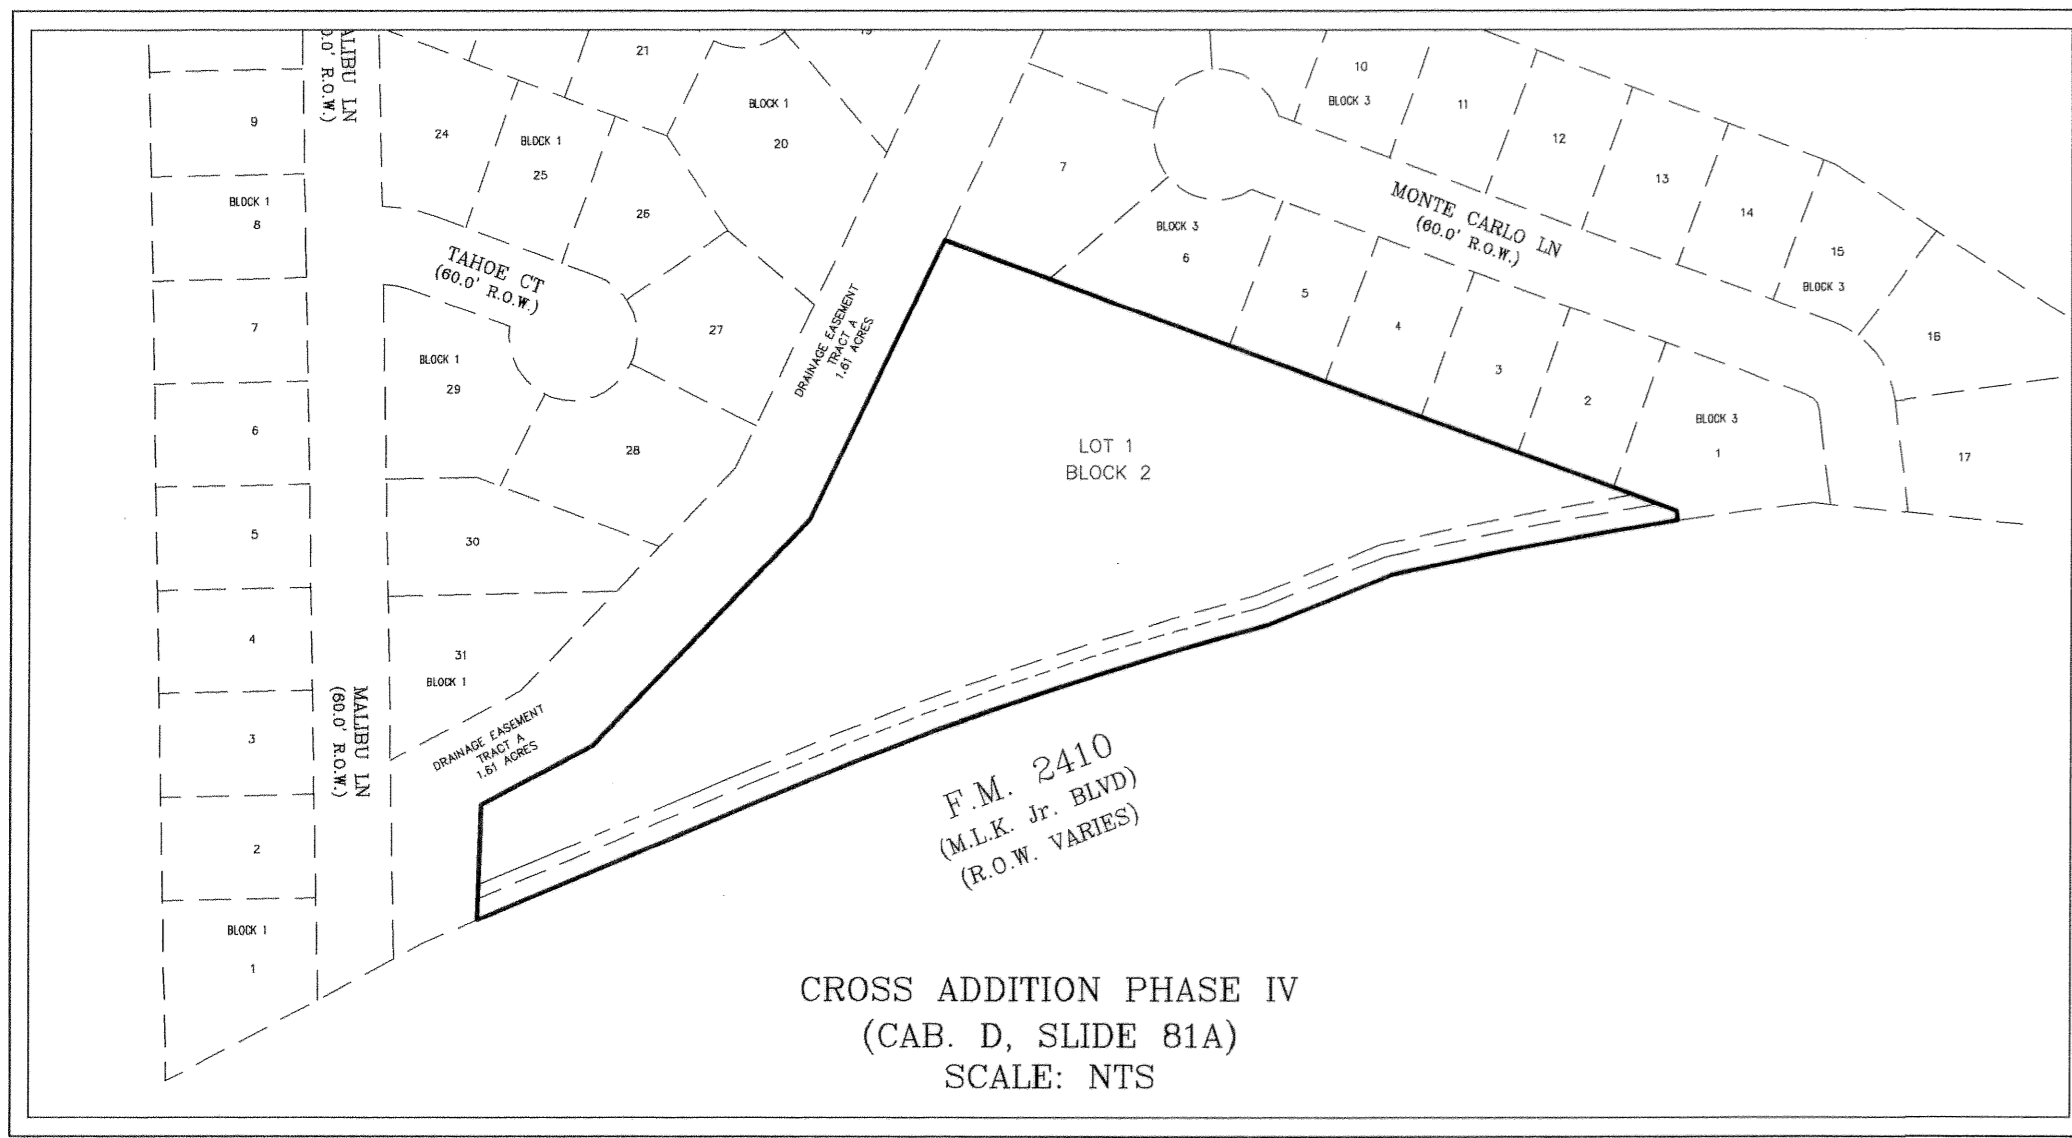 ALIBU LN
0.0' R.O.W.)
9
BLOCK 1
8
7
6
5
4
3
2
BLOCK 1
1
MALIBU LN
(60.0' R.O.W.)
21
24
BLOCK 1
25
26
BLOCK 1
20
19
TAHOE CT
(60.0' R.O.W.)
27
BLOCK 1
29
28
30
31
BLOCK 1
DRAINAGE EASEMENT
TRACT A
1.61 ACRES
DRAINAGE EASEMENT
TRACT A
1.61 ACRES
7
BLOCK 3
6
5
4
3
2
BLOCK 3
1
10
BLOCK 3
11
12
13
14
15
BLOCK 3
16
17
MONTE CARLO LN
(60.0' R.O.W.)
LOT 1
BLOCK 2
F.M. 2410
(M.L.K. Jr. BLVD)
(R.O.W. VARIES)
CROSS ADDITION PHASE IV
(CAB. D, SLIDE 81A)
SCALE: NTS